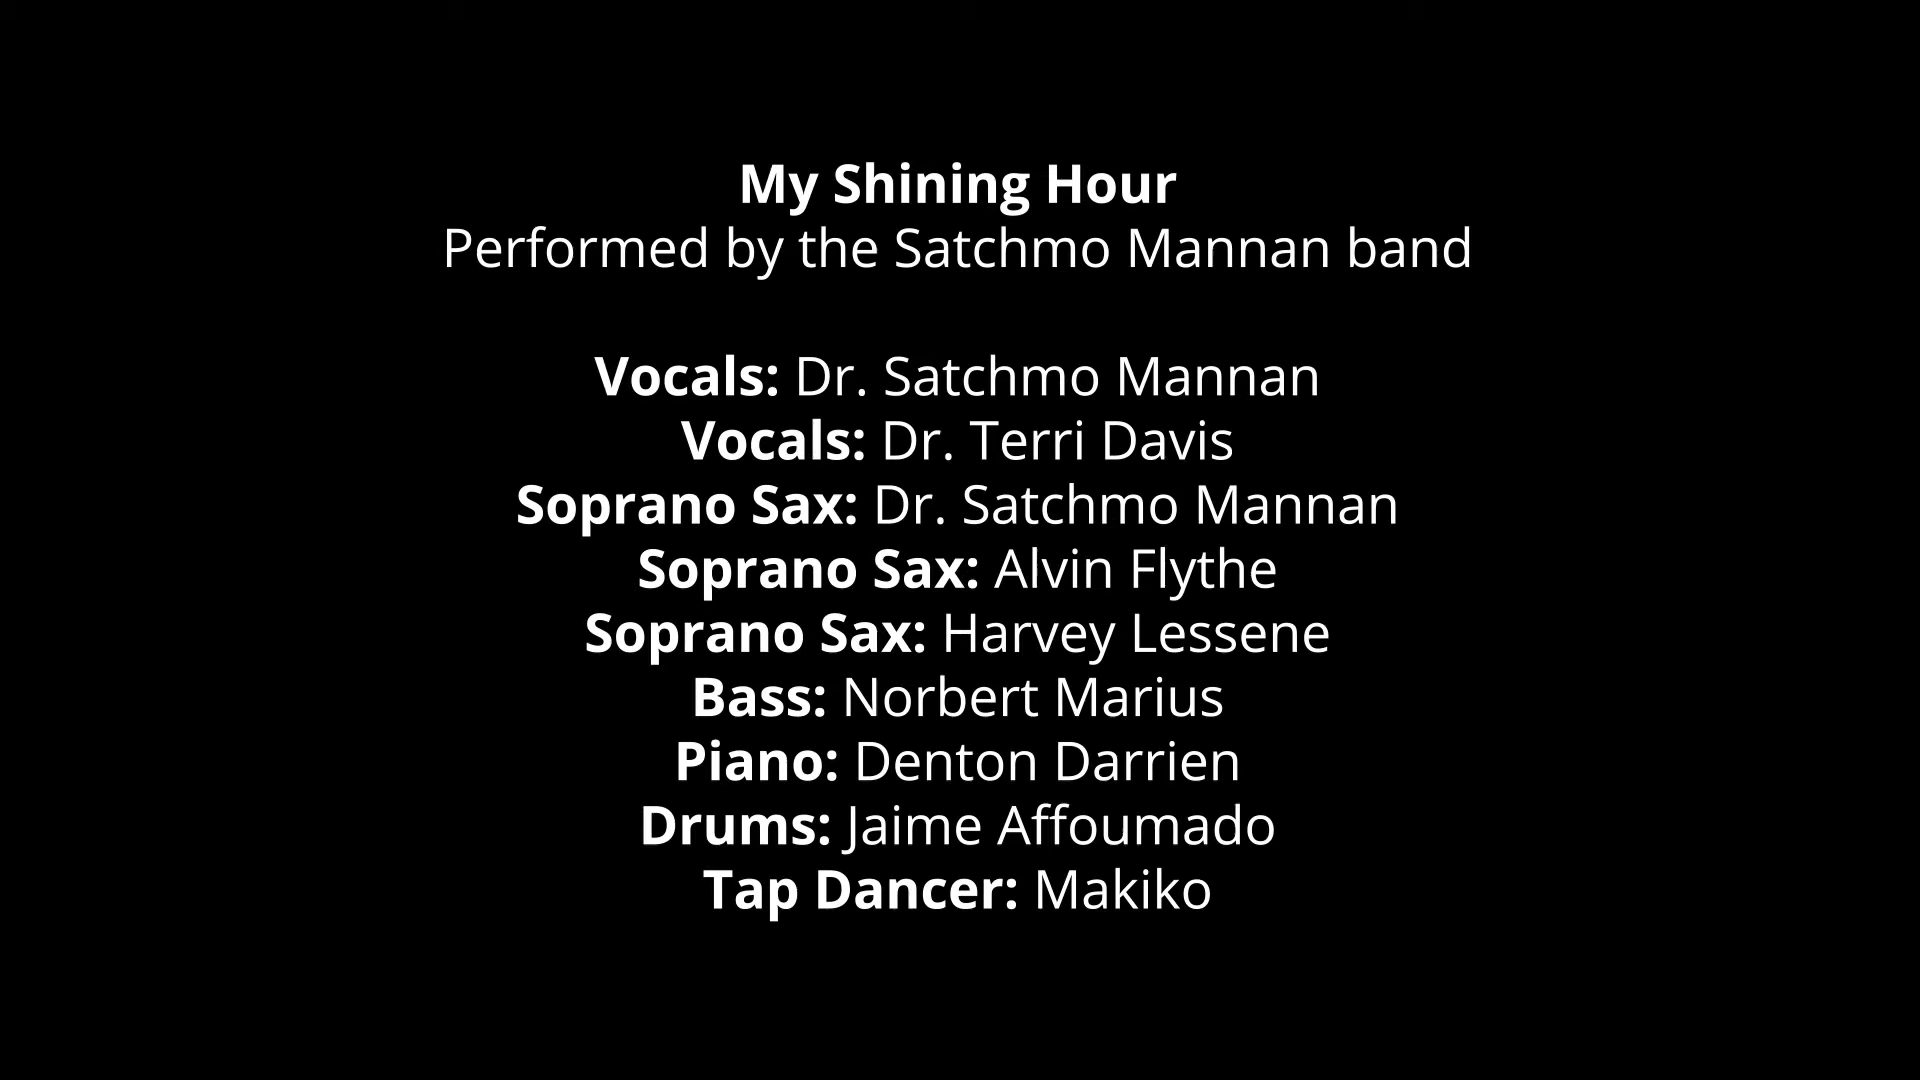 My Shining Hour
Performed by the Satchmo Mannan band
Vocals: Dr. Satchmo Mannan
Vocals: Dr. Terri Davis
Soprano Sax: Dr. Satchmo Mannan
Soprano Sax: Alvin Flythe
Soprano Sax: Harvey Lessene
Bass: Norbert Marius
Piano: Denton Darrien
Drums: Jaime Affoumado
Tap Dancer: Makiko